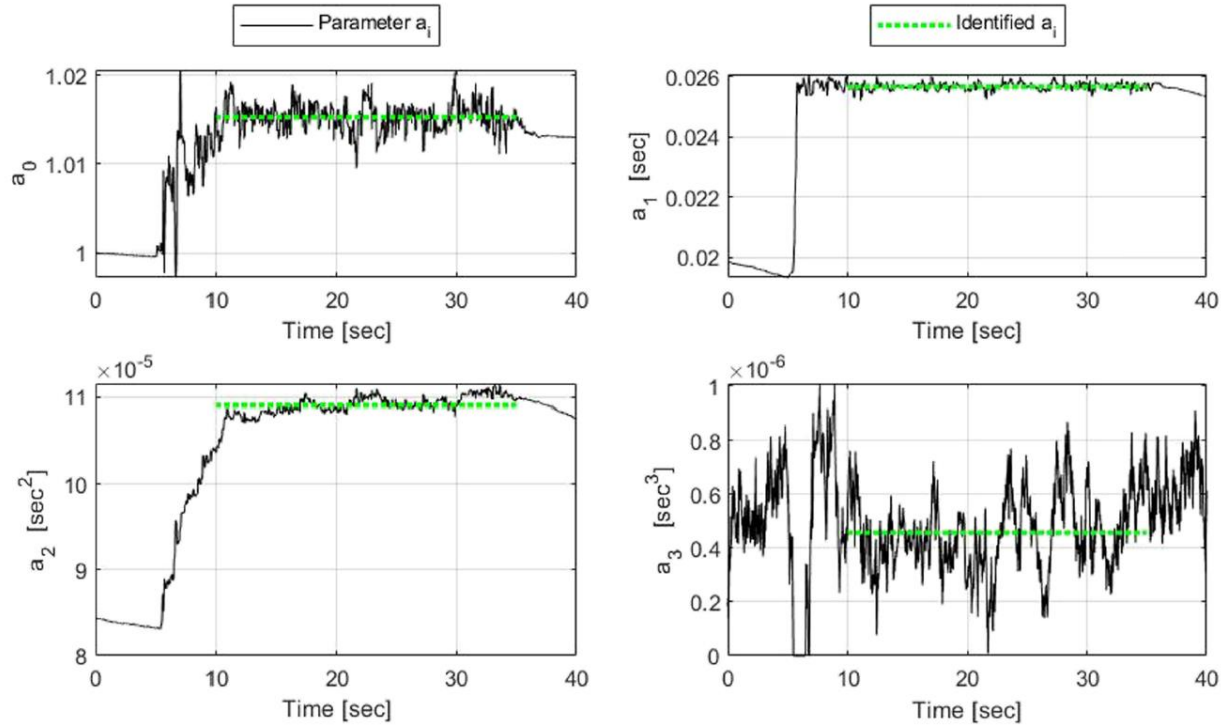 Parameter a_i
Identified a_i
1.02
1.01
1
a_0
0 10 20 30 40
Time [sec]
0.026
0.024
0.022
0.02
a_1 [sec]
0 10 20 30 40
Time [sec]
×10^-5
11
10
9
8
a_2 [sec^2]
0 10 20 30 40
Time [sec]
×10^-6
1
0.8
0.6
0.4
0.2
0
a_3 [sec^3]
0 10 20 30 40
Time [sec]